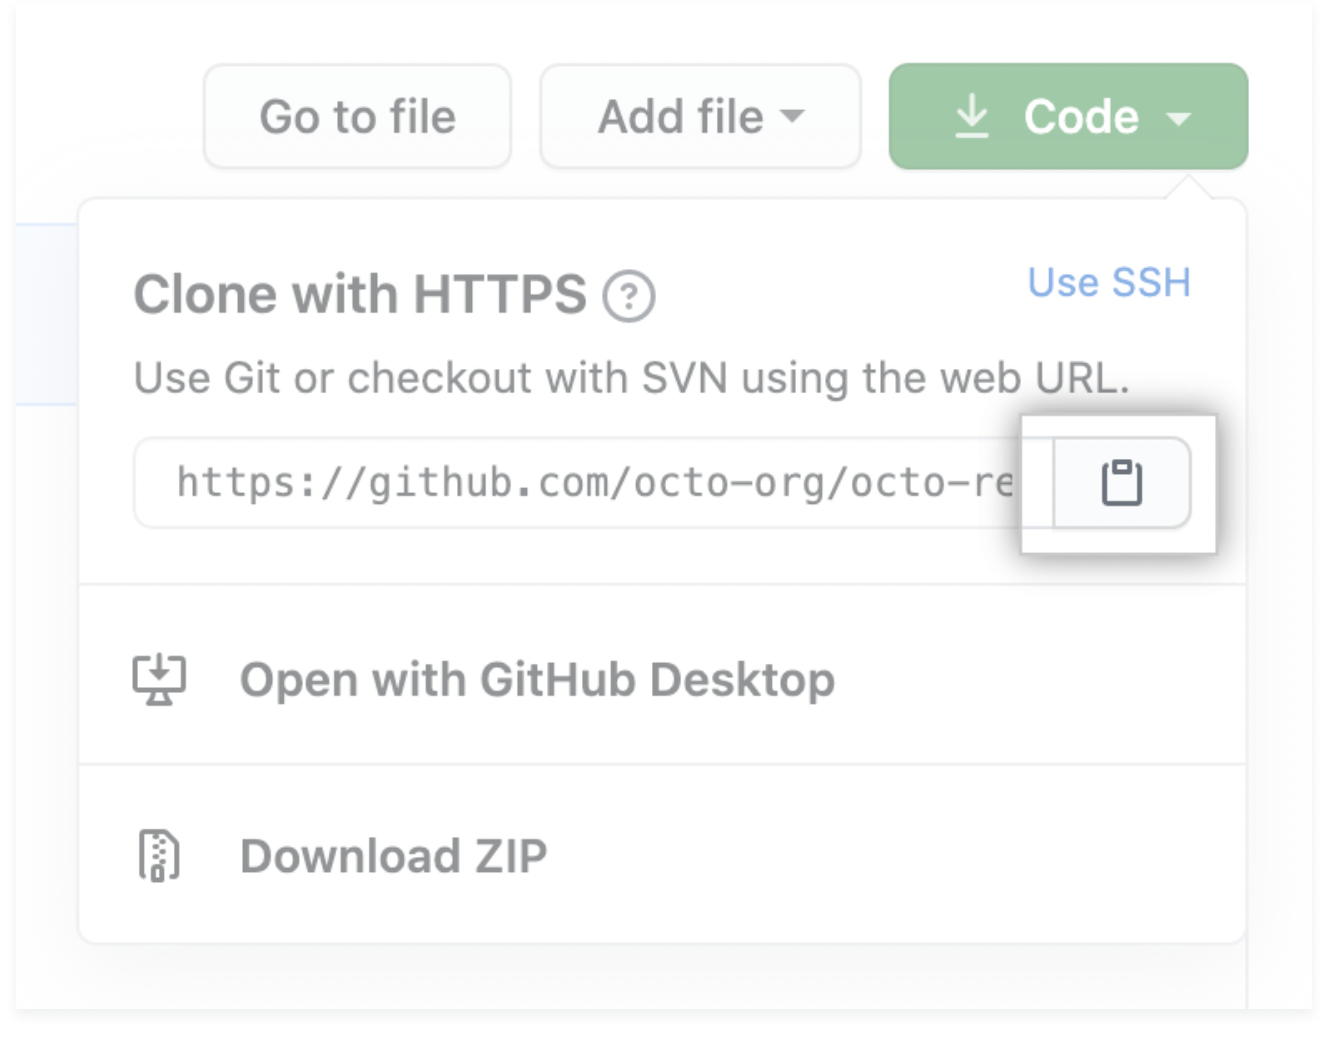 Go to file
Add file
Code
Clone with HTTPS
Use SSH
Use Git or checkout with SVN using the web URL.
https://github.com/octo-org/octo-re
Open with GitHub Desktop
Download ZIP